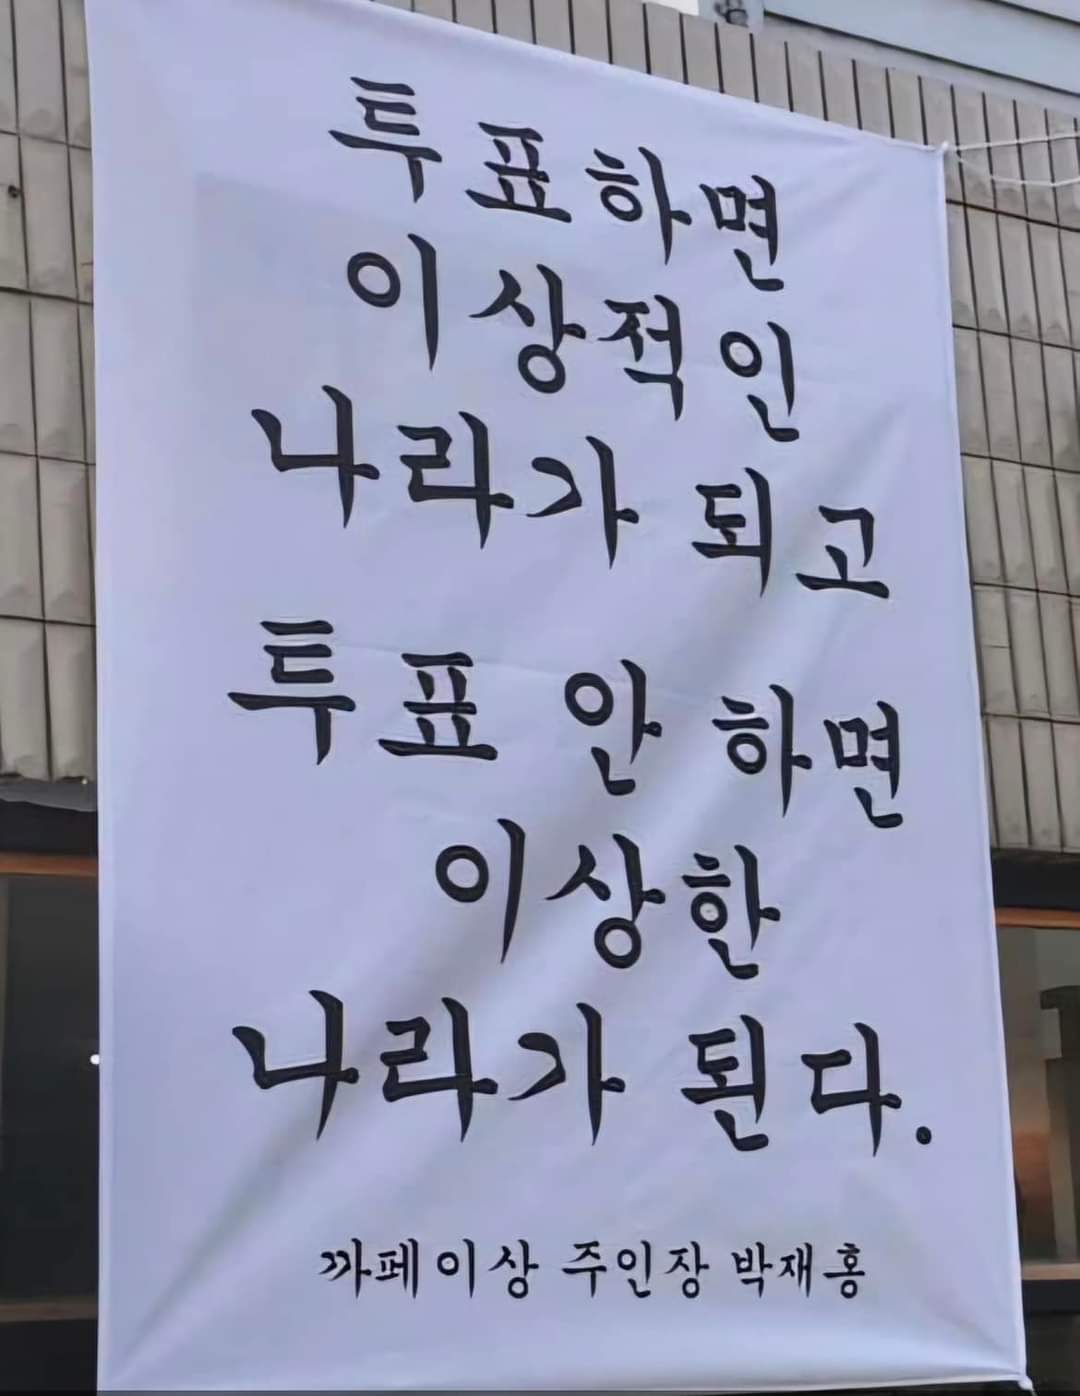 투표하면
이상적인
나라가 되고
투표 안 하면
이상한
나라가 된다.
까페이상 주인장 박재홍